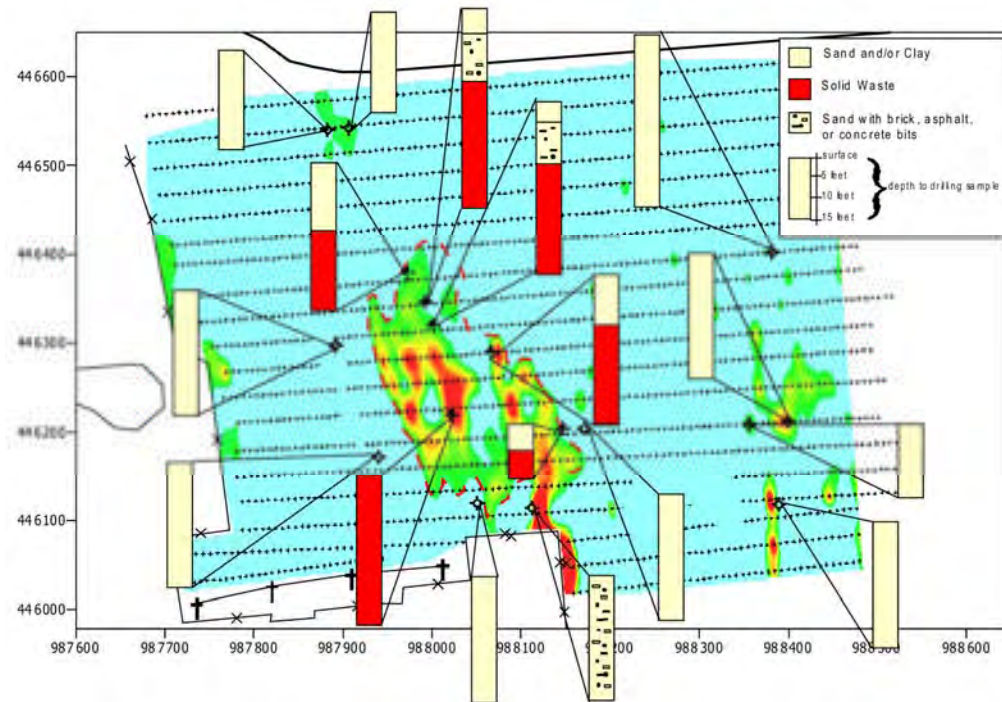 Sand and/or Clay
Solid Waste
Sand with brick, asphalt,
or concrete bits
surface
5 feet
10 feet
15 feet
depth to drilling sample
446600
446500
446400
446300
446200
446100
446000
987600 987700 987800 987900 988000 988100 988200 988300 988400 988500 988600